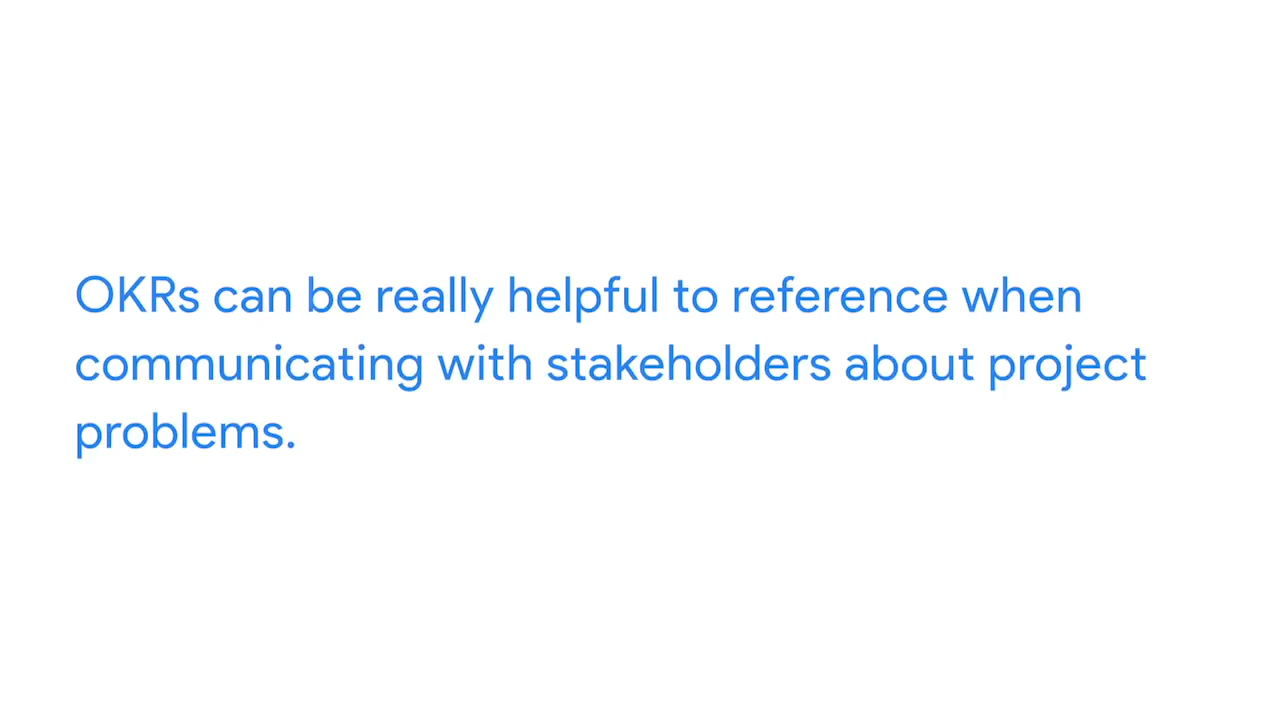 OKRs can be really helpful to reference when
communicating with stakeholders about project
problems.